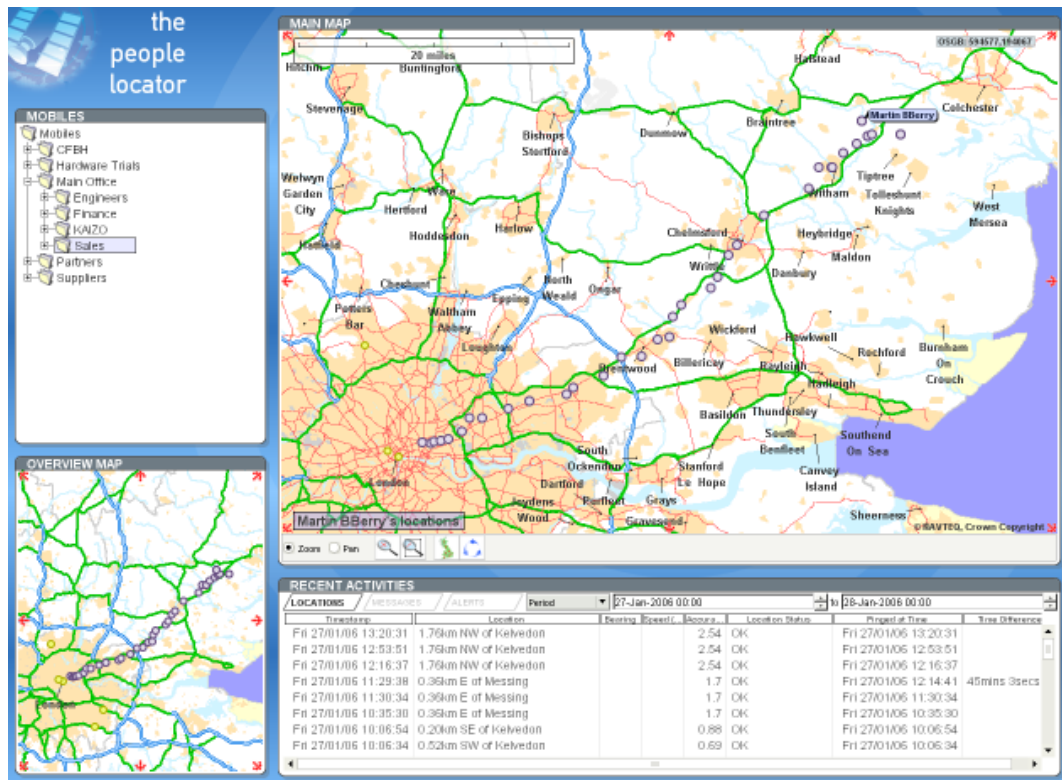 the
people
locator
MOBILES
Mobiles
CFBH
Hardware Trials
Main Office
Engineers
Finance
KAIZO
Sales
Partners
Suppliers
OVERVIEW MAP
London
MAIN MAP
20 miles
OSGB: 594577,194067
Hitchin
Buntingford
Halstead
Stevenage
Colchester
Martin BBerry
Bishops
Stortford
Dunmow
Braintree
Tiptree
Welwyn
Garden
City
Ware
Hertford
Witham
Tolleshunt
Knights
West
Mersea
Hatfield
Hoddesdon
Harlow
Chelmsford
Heybridge
Maldon
Writtle
Danbury
Cheshunt
Epping
North
Weald
Ongar
Potters
Bar
Waltham
Abbey
Loughton
Wickford
Hawkwell
Rochford
Burnham
On
Crouch
Billericay
Rayleigh
Brentwood
Hadleigh
Basildon
Thundersley
South
Benfleet
Southend
On Sea
South
Ockendon
Stanford
Le Hope
Canvey
Island
London
Dartford
Purfleet
Grays
Joydens
Wood
Gravesend
Sheerness
Martin BBerry's locations
©NAVTEQ, Crown Copyright
Zoom Pan
RECENT ACTIVITIES
LOCATIONS MESSAGES ALERTS Period 27-Jan-2006 00:00 to 28-Jan-2006 00:00
Timestamp Location Bearing Speed (... Accura... Location Status Pinged at Time Time Difference
Fri 27/01/06 13:20:31 1.76km NW of Kelvedon 2.54 OK Fri 27/01/06 13:20:31
Fri 27/01/06 12:53:51 1.76km NW of Kelvedon 2.54 OK Fri 27/01/06 12:53:51
Fri 27/01/06 12:16:37 1.76km NW of Kelvedon 2.54 OK Fri 27/01/06 12:16:37
Fri 27/01/06 11:29:38 0.36km E of Messing 1.7 OK Fri 27/01/06 12:14:41 45mins 3secs
Fri 27/01/06 11:30:34 0.36km E of Messing 1.7 OK Fri 27/01/06 11:30:34
Fri 27/01/06 10:35:30 0.36km E of Messing 1.7 OK Fri 27/01/06 10:35:30
Fri 27/01/06 10:06:54 0.20km SE of Kelvedon 0.88 OK Fri 27/01/06 10:06:54
Fri 27/01/06 10:06:34 0.52km SW of Kelvedon 0.69 OK Fri 27/01/06 10:06:34